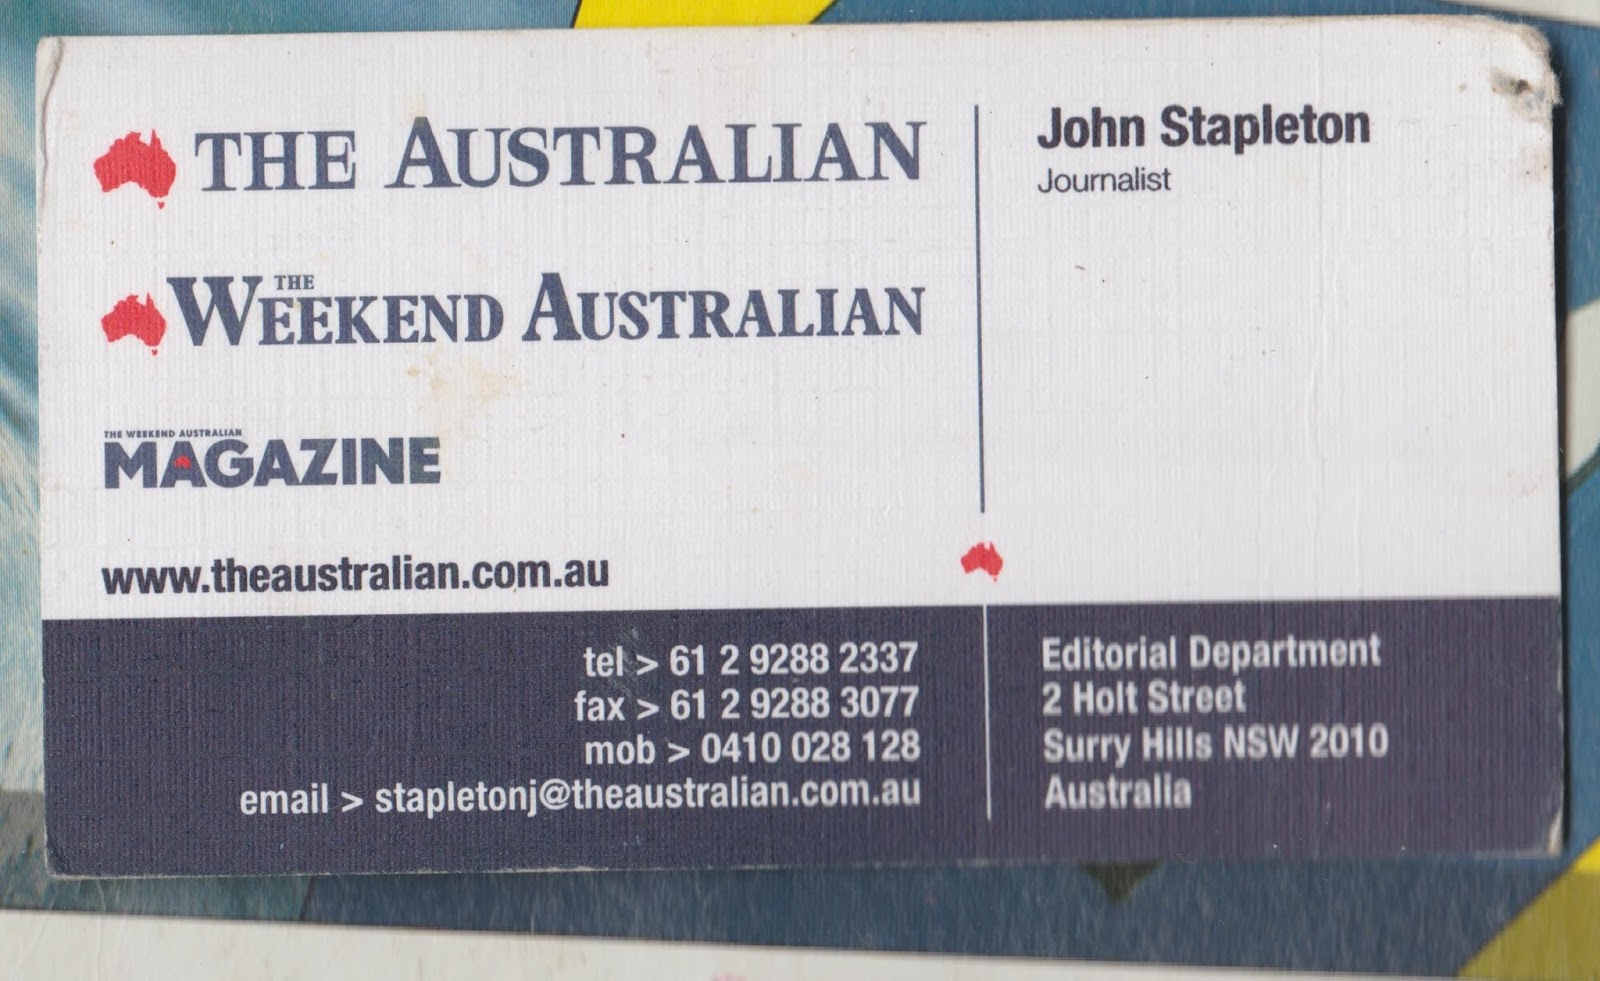 THE AUSTRALIAN
THE WEEKEND AUSTRALIAN
THE WEEKEND AUSTRALIAN
MAGAZINE
www.theaustralian.com.au
John Stapleton
Journalist
tel > 61 2 9288 2337
fax > 61 2 9288 3077
mob > 0410 028 128
email > stapletonj@theaustralian.com.au
Editorial Department
2 Holt Street
Surry Hills NSW 2010
Australia